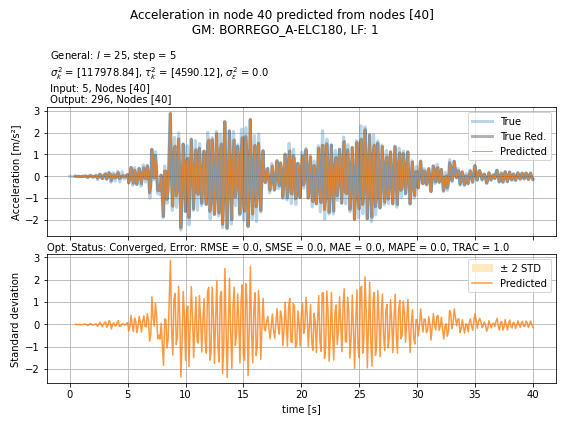 Acceleration in node 40 predicted from nodes [40]
GM: BORREGO_A-ELC180, LF: 1
General: l = 25, step = 5
σ_k^2 = [117978.84], τ_k^2 = [4590.12], σ_ε^2 = 0.0
Input: 5, Nodes [40]
Output: 296, Nodes [40]
Acceleration [m/s²]
3
2
1
0
−1
−2
True
True Red.
Predicted
Opt. Status: Converged, Error: RMSE = 0.0, SMSE = 0.0, MAE = 0.0, MAPE = 0.0, TRAC = 1.0
Standard deviation
3
2
1
0
−1
−2
± 2 STD
Predicted
0 5 10 15 20 25 30 35 40
time [s]